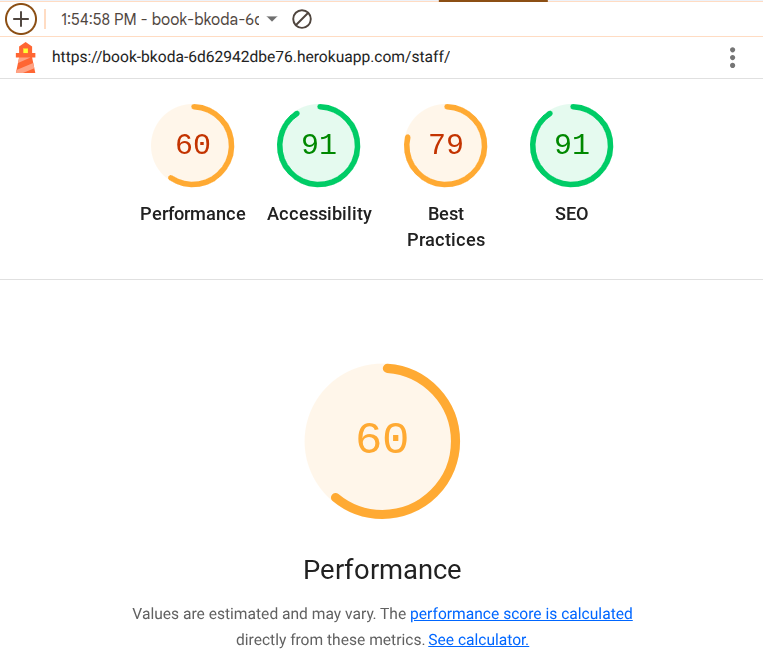 1:54:58 PM - book-bkoda-6d
https://book-bkoda-6d62942dbe76.herokuapp.com/staff/
60
91
79
91
Performance
Accessibility
Best
Practices
SEO
60
Performance
Values are estimated and may vary. The performance score is calculated
directly from these metrics. See calculator.